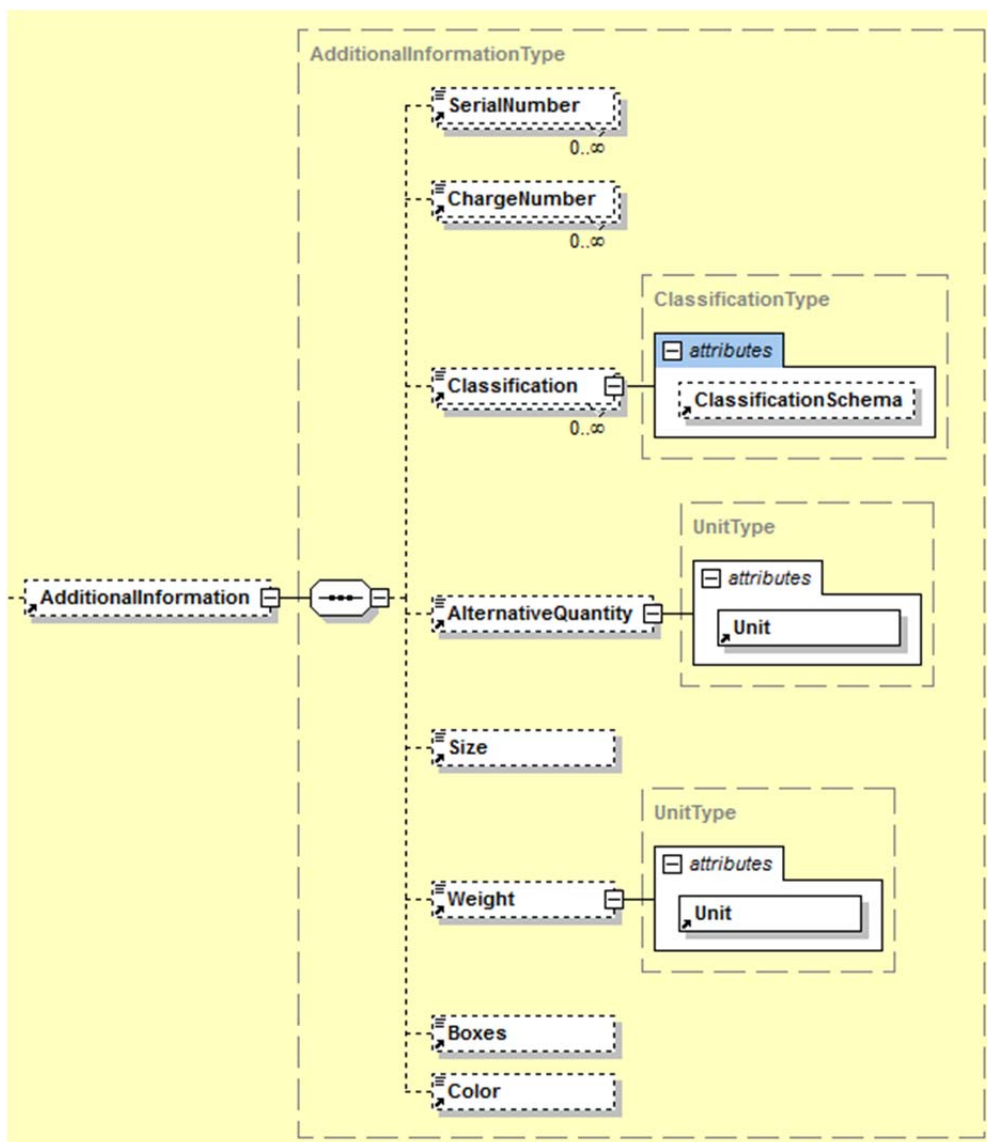 AdditionalInformationType
SerialNumber
0..∞
ChargeNumber
0..∞
ClassificationType
attributes
Classification
ClassificationSchema
0..∞
UnitType
attributes
AdditionalInformation
AlternativeQuantity
Unit
Size
UnitType
attributes
Weight
Unit
Boxes
Color